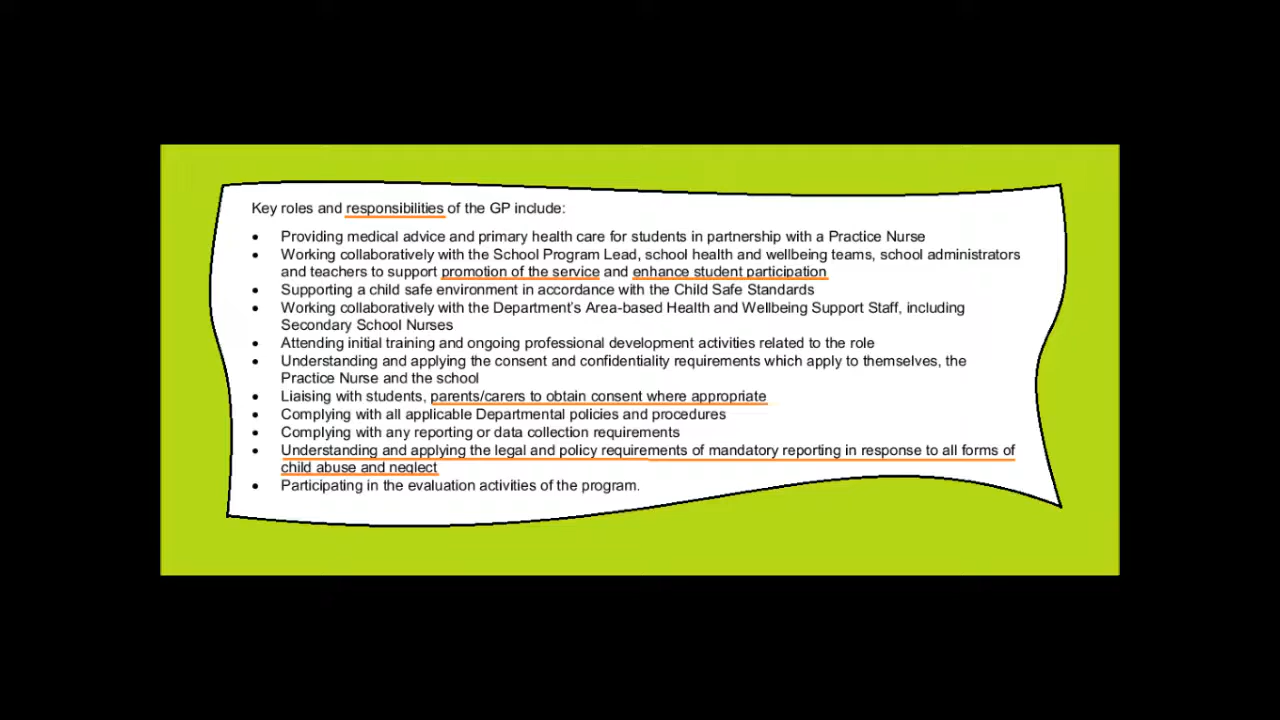 Key roles and responsibilities of the GP include:
• Providing medical advice and primary health care for students in partnership with a Practice Nurse
• Working collaboratively with the School Program Lead, school health and wellbeing teams, school administrators
and teachers to support promotion of the service and enhance student participation
• Supporting a child safe environment in accordance with the Child Safe Standards
• Working collaboratively with the Department's Area-based Health and Wellbeing Support Staff, including
Secondary School Nurses
• Attending initial training and ongoing professional development activities related to the role
• Understanding and applying the consent and confidentiality requirements which apply to themselves, the
Practice Nurse and the school
• Liaising with students, parents/carers to obtain consent where appropriate
• Complying with all applicable Departmental policies and procedures
• Complying with any reporting or data collection requirements
• Understanding and applying the legal and policy requirements of mandatory reporting in response to all forms of
child abuse and neglect
• Participating in the evaluation activities of the program.